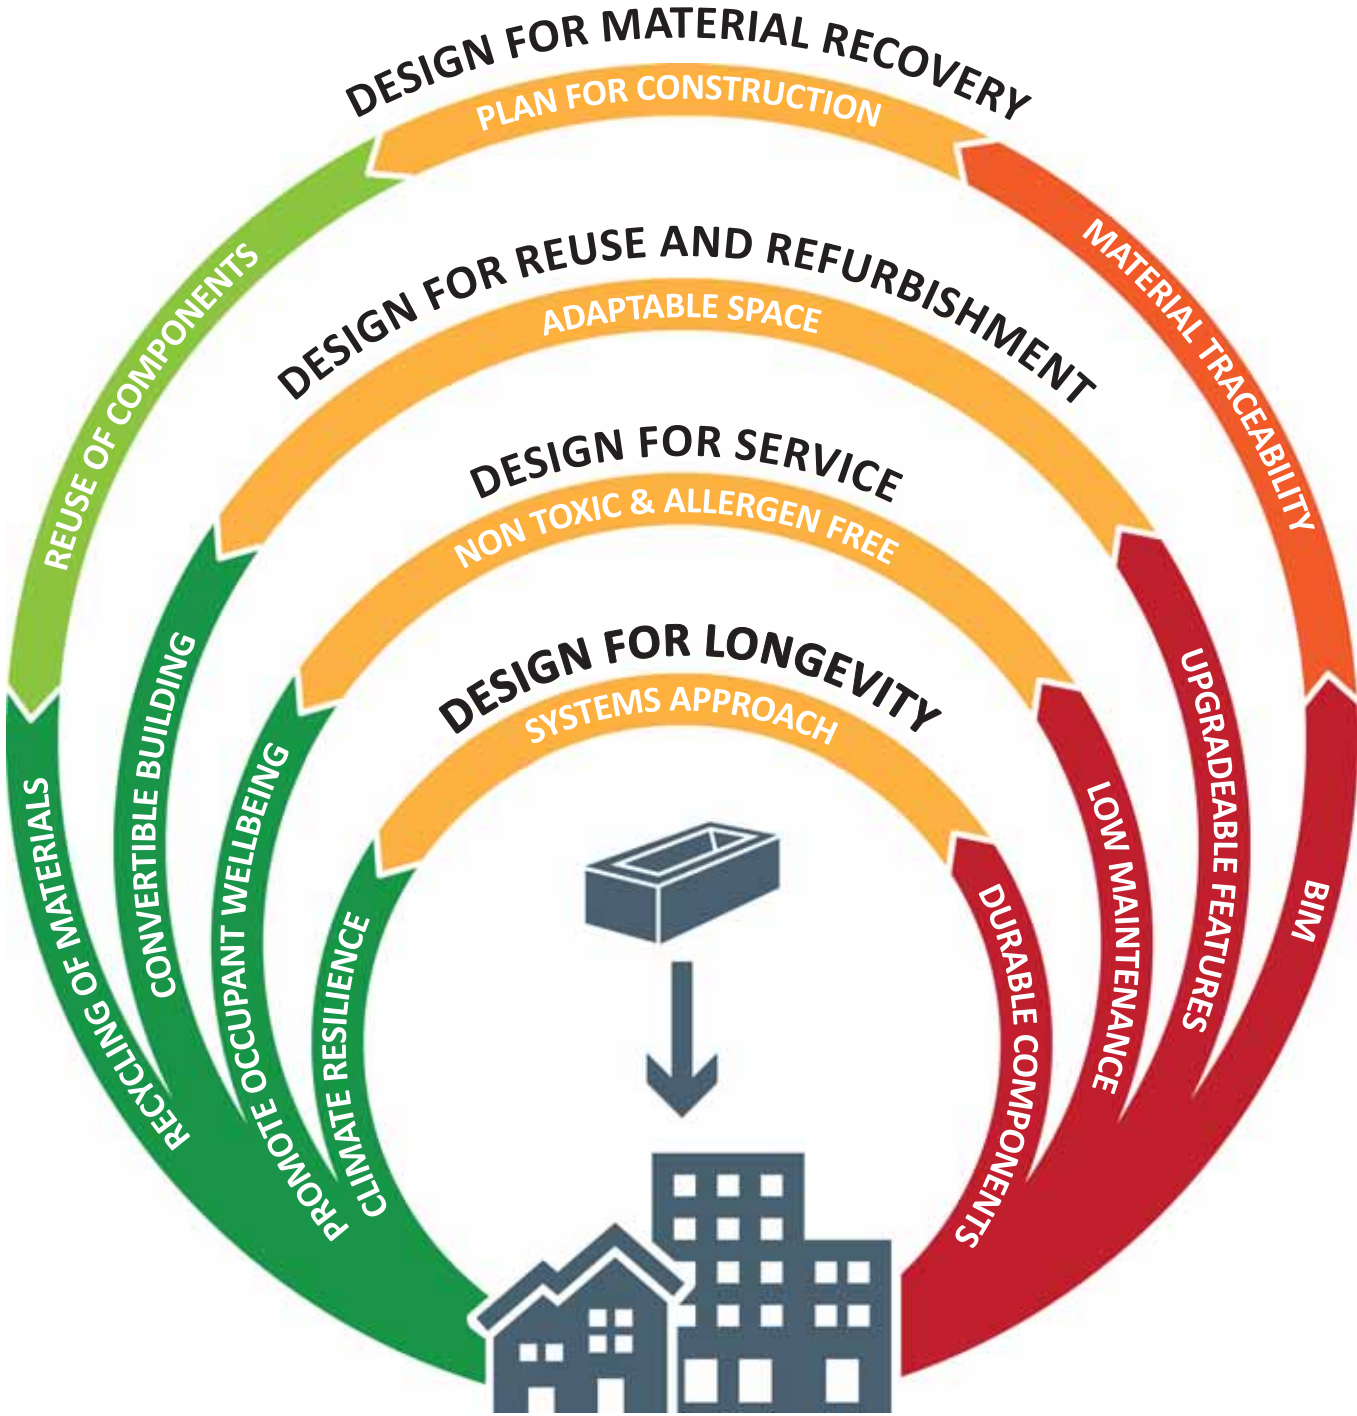 DESIGN FOR MATERIAL RECOVERY
PLAN FOR CONSTRUCTION
REUSE OF COMPONENTS
MATERIAL TRACEABILITY
RECYCLING OF MATERIALS
BIM
DESIGN FOR REUSE AND REFURBISHMENT
ADAPTABLE SPACE
CONVERTIBLE BUILDING
UPGRADEABLE FEATURES
DESIGN FOR SERVICE
NON TOXIC & ALLERGEN FREE
PROMOTE OCCUPANT WELLBEING
LOW MAINTENANCE
DESIGN FOR LONGEVITY
SYSTEMS APPROACH
CLIMATE RESILIENCE
DURABLE COMPONENTS